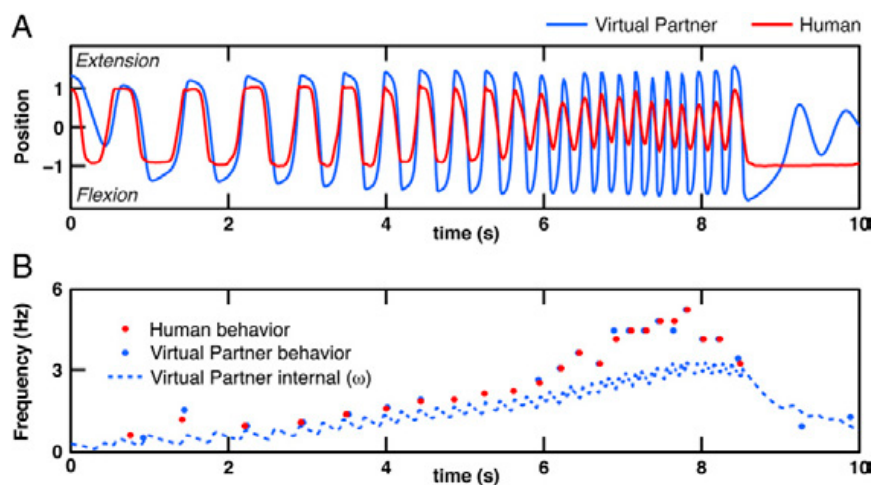 A
Virtual Partner
Human
Extension
Position
1
0
−1
Flexion
0
2
4
6
8
10
time (s)
B
Frequency (Hz)
6
3
0
Human behavior
Virtual Partner behavior
Virtual Partner internal (ω)
0
2
4
6
8
10
time (s)